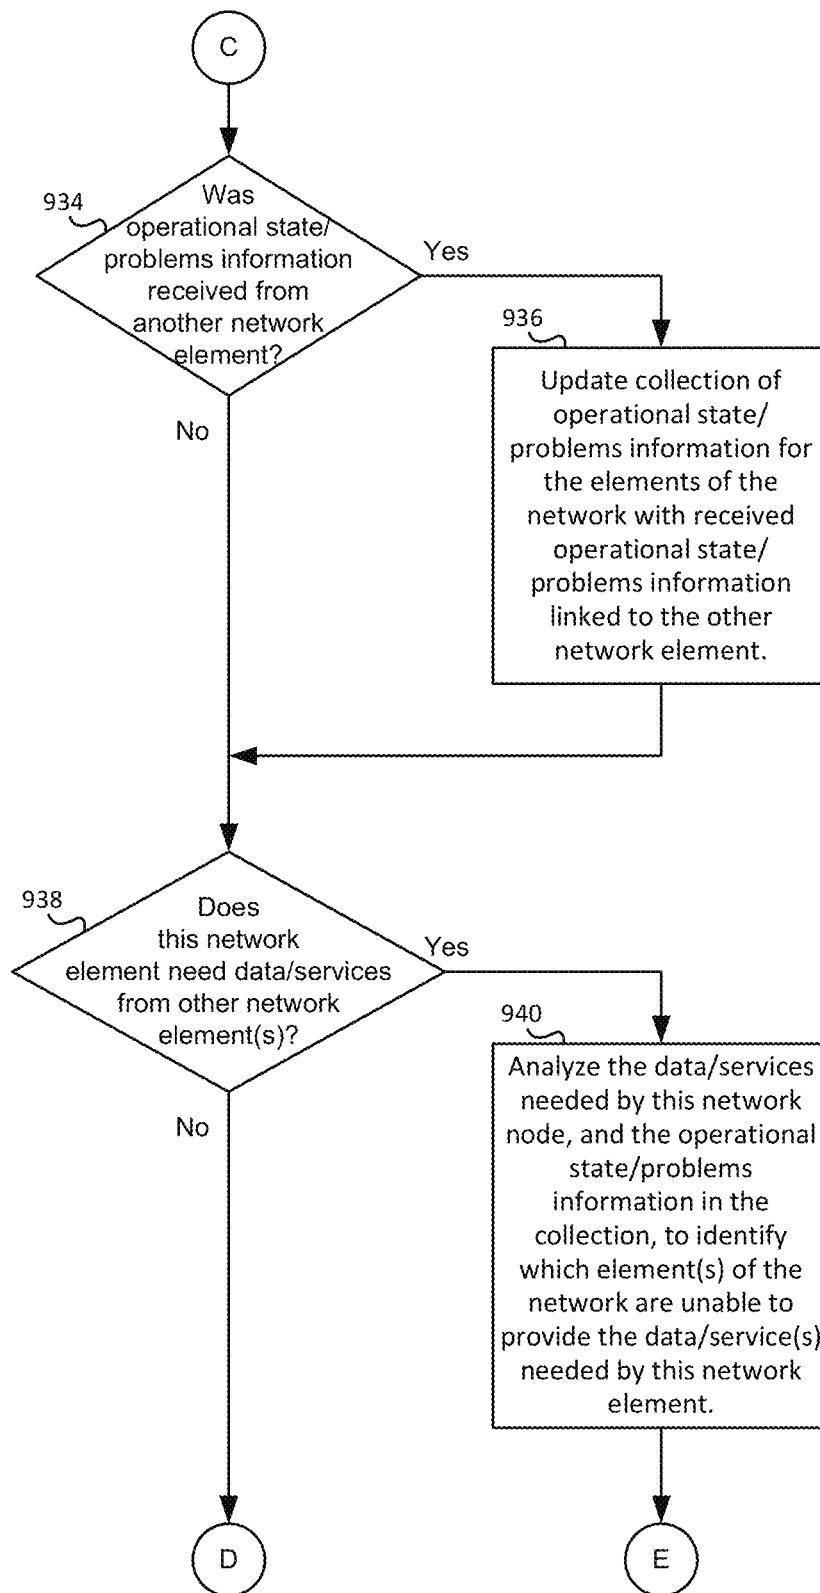 C
934
Was
operational state/
problems information
received from
another network
element?
Yes
No
936
Update collection of
operational state/
problems information for
the elements of the
network with received
operational state/
problems information
linked to the other
network element.
938
Does
this network
element need data/services
from other network
element(s)?
Yes
No
940
Analyze the data/services
needed by this network
node, and the operational
state/problems
information in the
collection, to identify
which element(s) of the
network are unable to
provide the data/service(s)
needed by this network
element.
D
E